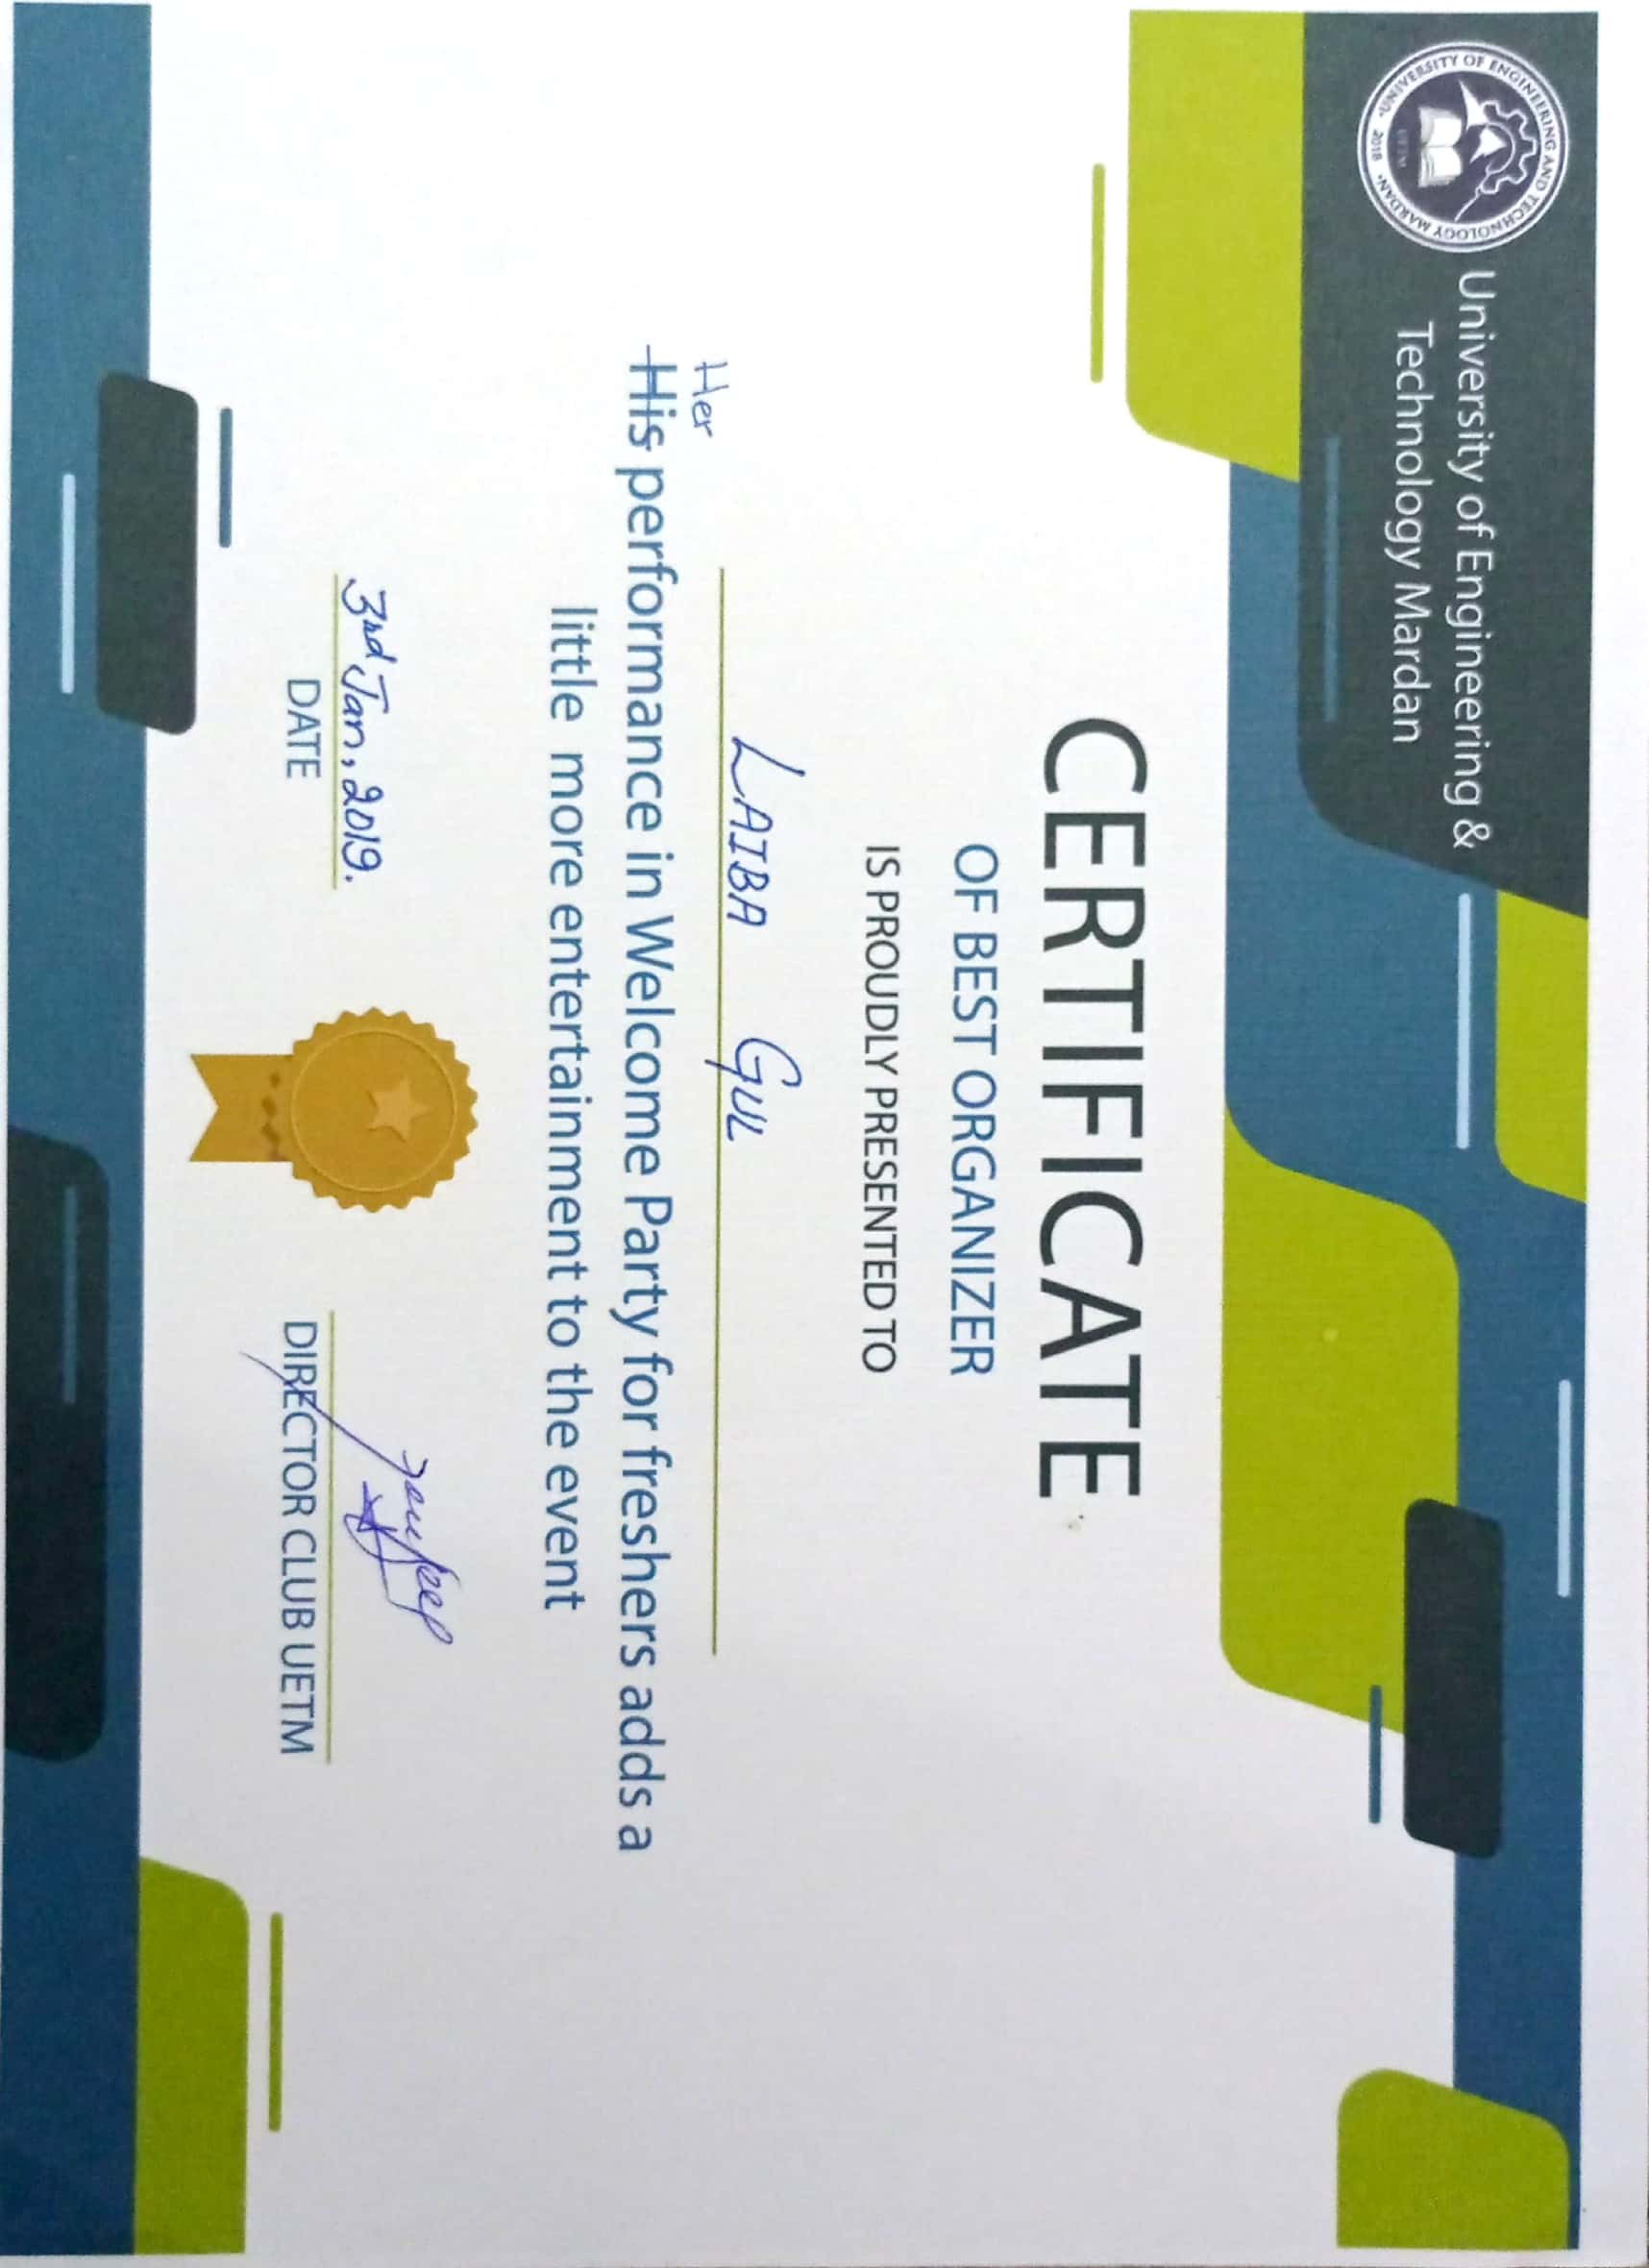 UNIVERSITY OF ENGINEERING AND TECHNOLOGY MARDAN
UETM
2018
University of Engineering &
Technology Mardan
CERTIFICATE
OF BEST ORGANIZER
IS PROUDLY PRESENTED TO
LAIBA GUL
Her
His performance in Welcome Party for freshers adds a
little more entertainment to the event
3rd Jan, 2019.
DATE
DIRECTOR CLUB UETM